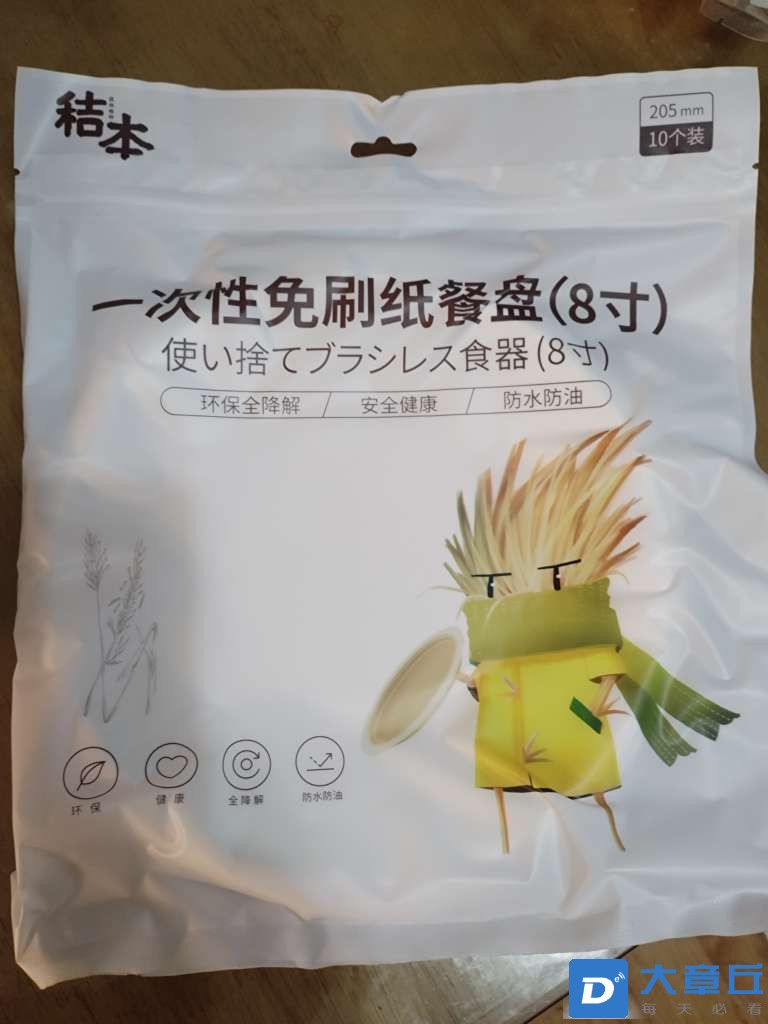 秸本
205 mm
10个装
一次性免刷纸餐盘(8寸)
使い捨てブラシレス食器(8寸)
环保全降解 / 安全健康 / 防水防油
环保
健康
全降解
防水防油
大章丘
每天必看